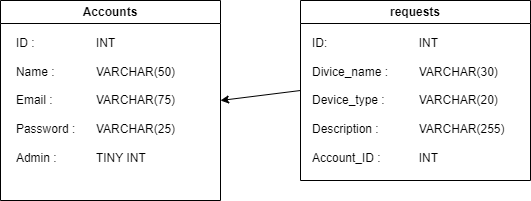 Accounts
ID : INT
Name : VARCHAR(50)
Email : VARCHAR(75)
Password : VARCHAR(25)
Admin : TINY INT
requests
ID: INT
Divice_name : VARCHAR(30)
Device_type : VARCHAR(20)
Description : VARCHAR(255)
Account_ID : INT